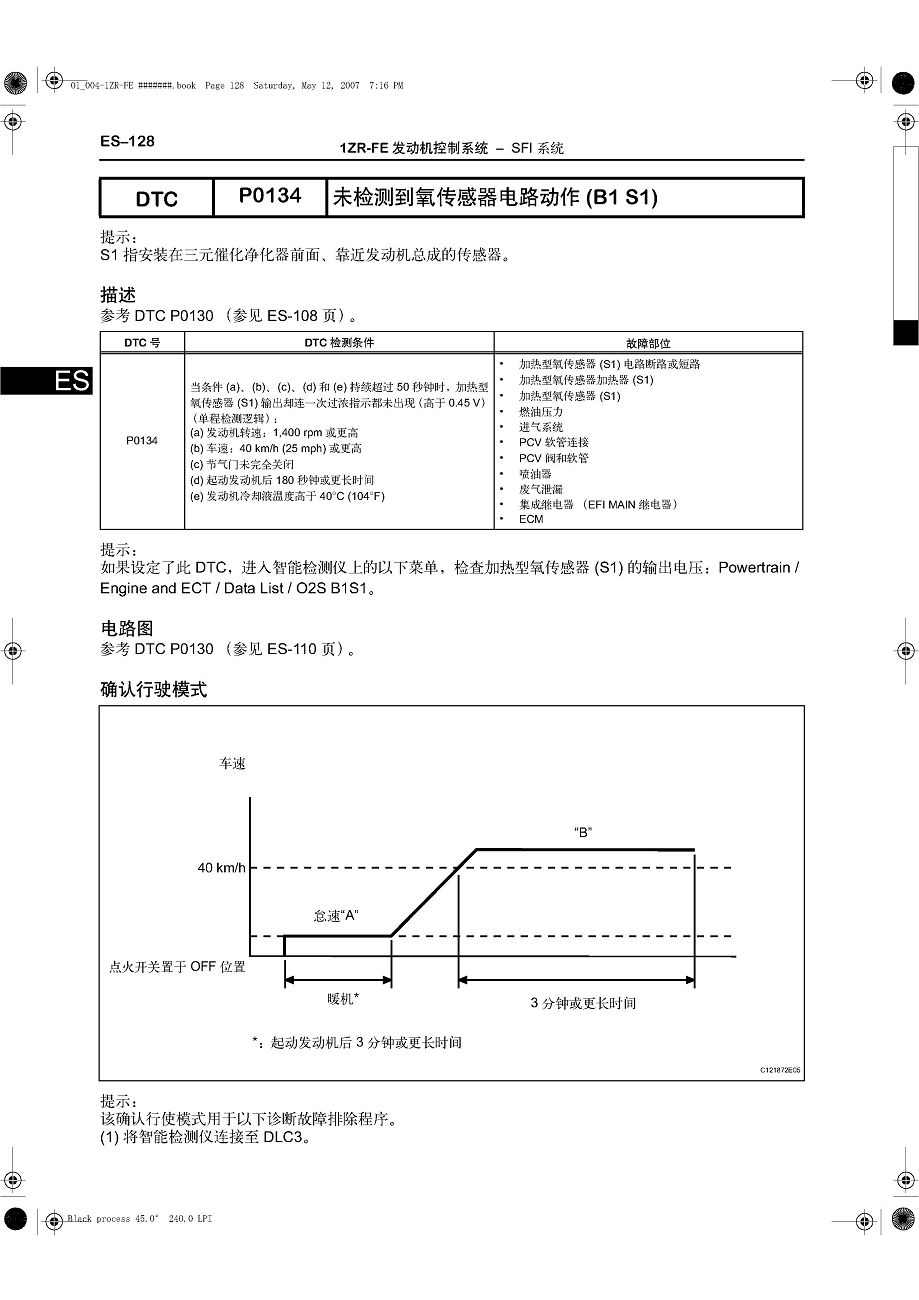 01_004-1ZR-FE #######.book Page 128 Saturday, May 12, 2007 7:16 PM
ES–128
1ZR-FE 发动机控制系统 – SFI 系统
DTC P0134 未检测到氧传感器电路动作 (B1 S1)
提示：
S1 指安装在三元催化净化器前面、靠近发动机总成的传感器。
描述
参考 DTC P0130 （参见 ES-108 页）。
DTC 号 DTC 检测条件 故障部位
ES
P0134
当条件 (a)、(b)、(c)、(d) 和 (e) 持续超过 50 秒钟时，加热型
氧传感器 (S1) 输出却连一次过浓指示都未出现（高于 0.45 V）
（单程检测逻辑）：
(a) 发动机转速：1,400 rpm 或更高
(b) 车速：40 km/h (25 mph) 或更高
(c) 节气门未完全关闭
(d) 起动发动机后 180 秒钟或更长时间
(e) 发动机冷却液温度高于 40°C (104°F)
• 加热型氧传感器 (S1) 电路断路或短路
• 加热型氧传感器加热器 (S1)
• 加热型氧传感器 (S1)
• 燃油压力
• 进气系统
• PCV 软管连接
• PCV 阀和软管
• 喷油器
• 废气泄漏
• 集成继电器 （EFI MAIN 继电器）
• ECM
提示：
如果设定了此 DTC，进入智能检测仪上的以下菜单，检查加热型氧传感器 (S1) 的输出电压：Powertrain /
Engine and ECT / Data List / O2S B1S1。
电路图
参考 DTC P0130 （参见 ES-110 页）。
确认行驶模式
车速
“B”
40 km/h
怠速“A”
点火开关置于 OFF 位置
暖机*
3 分钟或更长时间
*：起动发动机后 3 分钟或更长时间
C121872E05
提示：
该确认行使模式用于以下诊断故障排除程序。
(1) 将智能检测仪连接至 DLC3。
Black process 45.0° 240.0 LPI